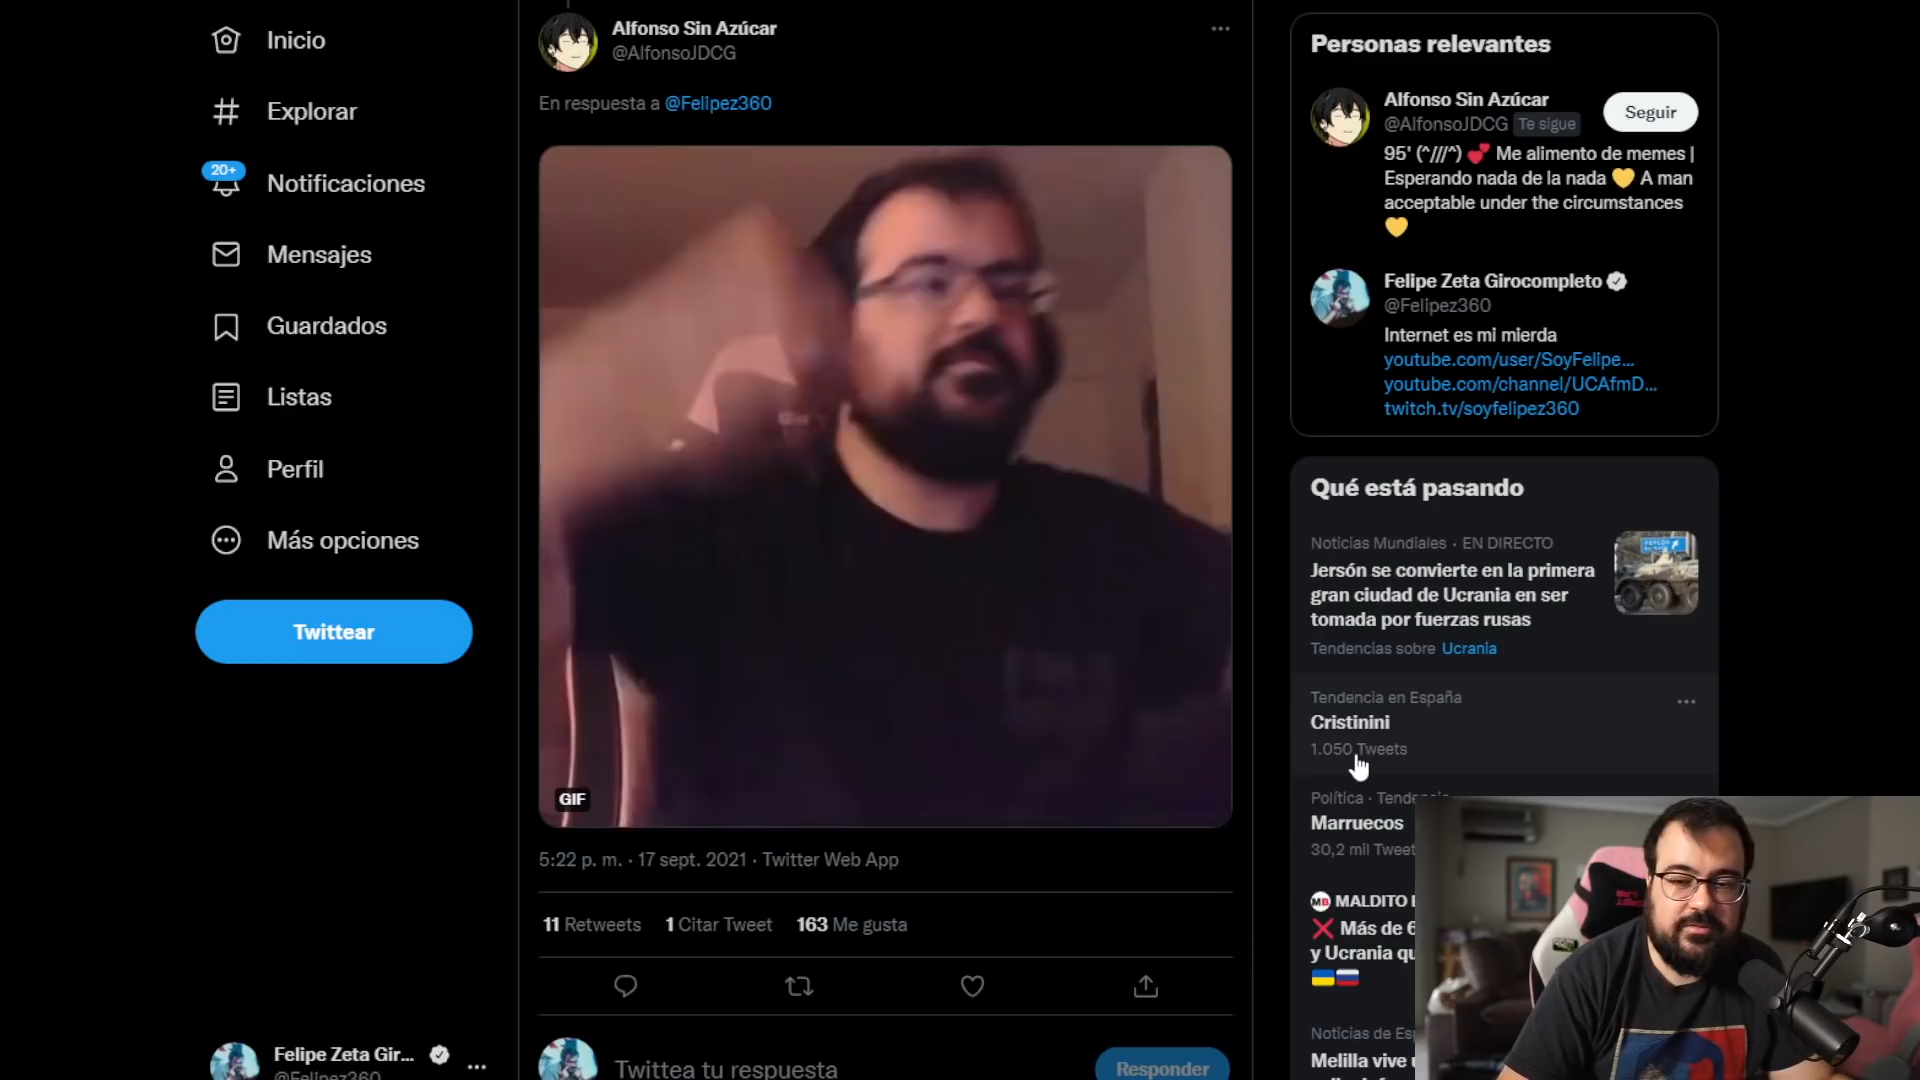 Inicio
Explorar
20+
Notificaciones
Mensajes
Guardados
Listas
Perfil
Más opciones
Twittear
Felipe Zeta Gir...
@Felipez360
Alfonso Sin Azúcar
@AlfonsoJDCG
En respuesta a @Felipez360
GIF
5:22 p. m. · 17 sept. 2021 · Twitter Web App
11 Retweets 1 Citar Tweet 163 Me gusta
Twittea tu respuesta
Responder
Personas relevantes
Alfonso Sin Azúcar
@AlfonsoJDCG Te sigue
Seguir
95' (^///^) 💕 Me alimento de memes |
Esperando nada de la nada 💛 A man
acceptable under the circumstances
💛
Felipe Zeta Girocompleto
@Felipez360
Internet es mi mierda
youtube.com/user/SoyFelipe...
youtube.com/channel/UCAfmD...
twitch.tv/soyfelipez360
Qué está pasando
Noticias Mundiales · EN DIRECTO
Jersón se convierte en la primera
gran ciudad de Ucrania en ser
tomada por fuerzas rusas
Tendencias sobre Ucrania
Tendencia en España
Cristinini
1.050 Tweets
Política · Tendencia
Marruecos
30,2 mil Tweet
MALDITO
❌ Más de 6
y Ucrania qu
🇺🇦🇷🇺
Noticias de Es
Melilla vive